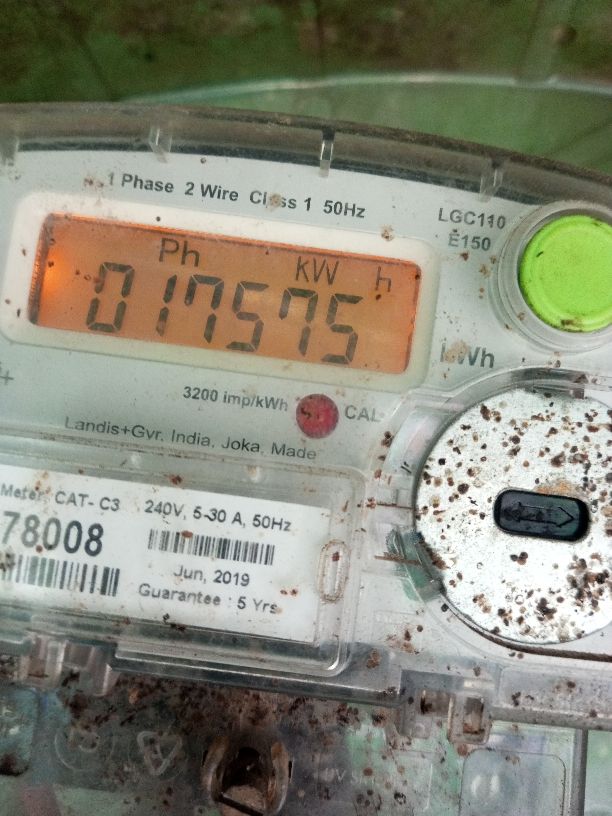 1 Phase 2 Wire Class 1 50Hz
LGC110
E150
Ph kW h
017575
kWh
3200 imp/kWh
CAL
Landis+Gyr, India, Joka, Made
Meter, CAT- C3 240V, 5-30 A, 50Hz
78008
Jun, 2019
Guarantee : 5 Yrs